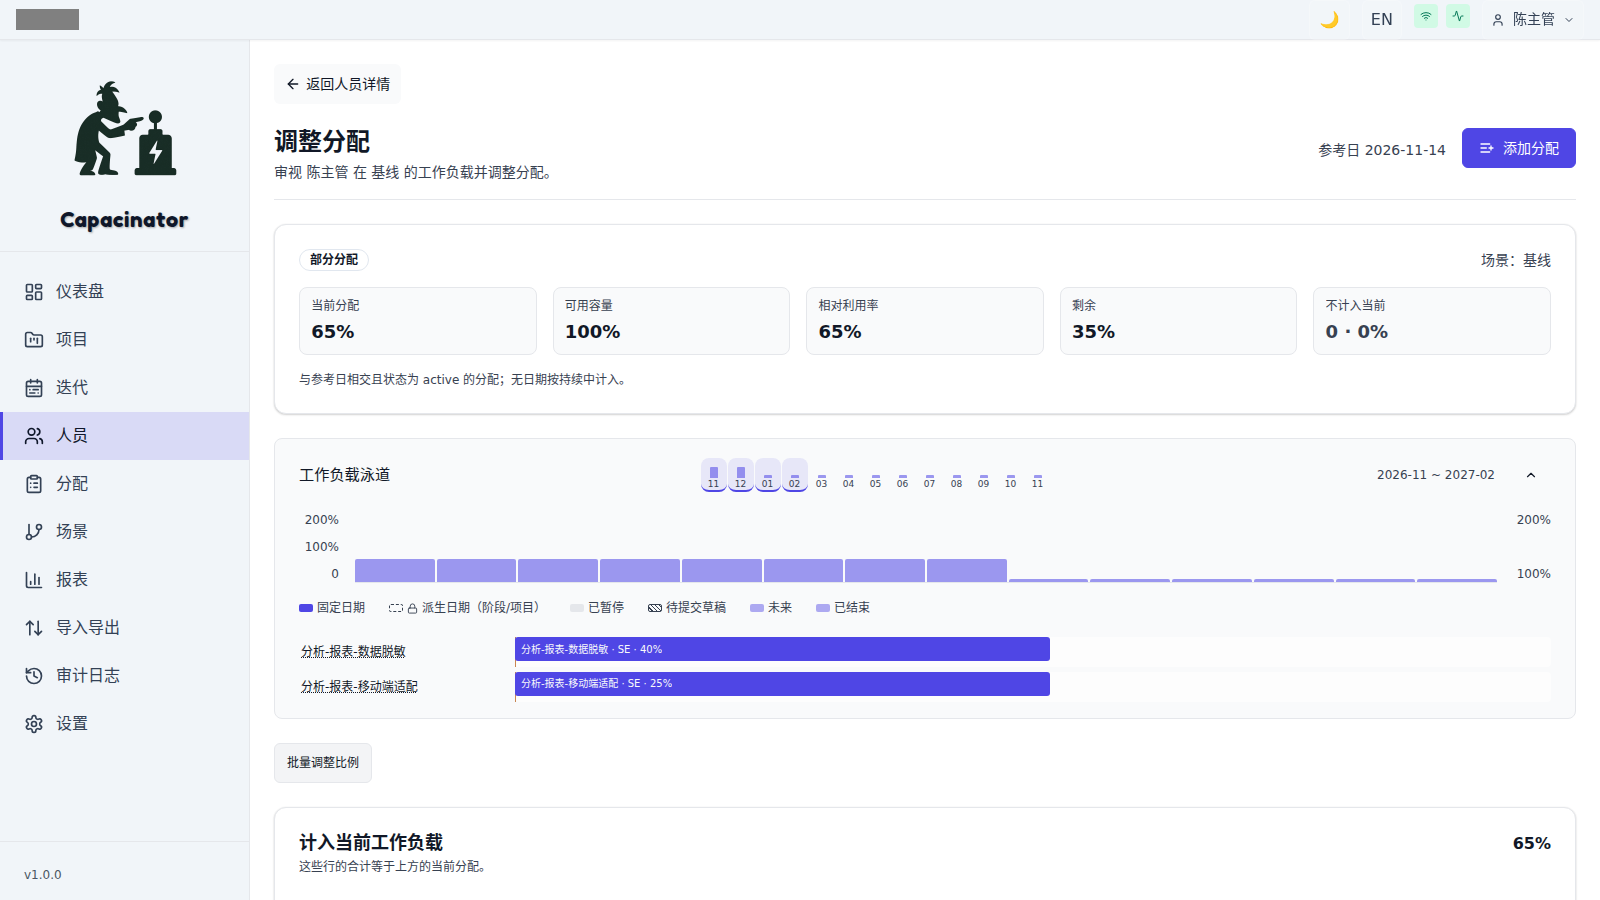 EN
陈主管
Capacinator
仪表盘
项目
迭代
人员
分配
场景
报表
导入导出
审计日志
设置
v1.0.0
返回人员详情
调整分配
审视 陈主管 在 基线 的工作负载并调整分配。
参考日 2026-11-14
添加分配
部分分配
场景：基线
当前分配
65%
可用容量
100%
相对利用率
65%
剩余
35%
不计入当前
0 · 0%
与参考日相交且状态为 active 的分配；无日期按持续中计入。
工作负载泳道
11 12 01 02 03 04 05 06 07 08 09 10 11
2026-11 ~ 2027-02
200%
100%
0
200%
100%
固定日期
派生日期（阶段/项目）
已暂停
待提交草稿
未来
已结束
分析-报表-数据脱敏
分析-报表-数据脱敏 · SE · 40%
分析-报表-移动端适配
分析-报表-移动端适配 · SE · 25%
批量调整比例
计入当前工作负载
65%
这些行的合计等于上方的当前分配。